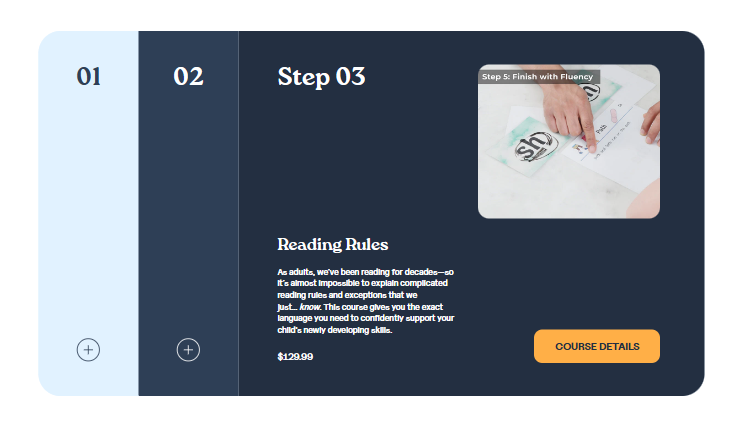 01
02
Step 03
Step 5: Finish with Fluency
sh
Reading Rules
As adults, we've been reading for decades—so
it's almost impossible to explain complicated
reading rules and exceptions that we
just... know. This course gives you the exact
language you need to confidently support your
child's newly developing skills.
$129.99
COURSE DETAILS